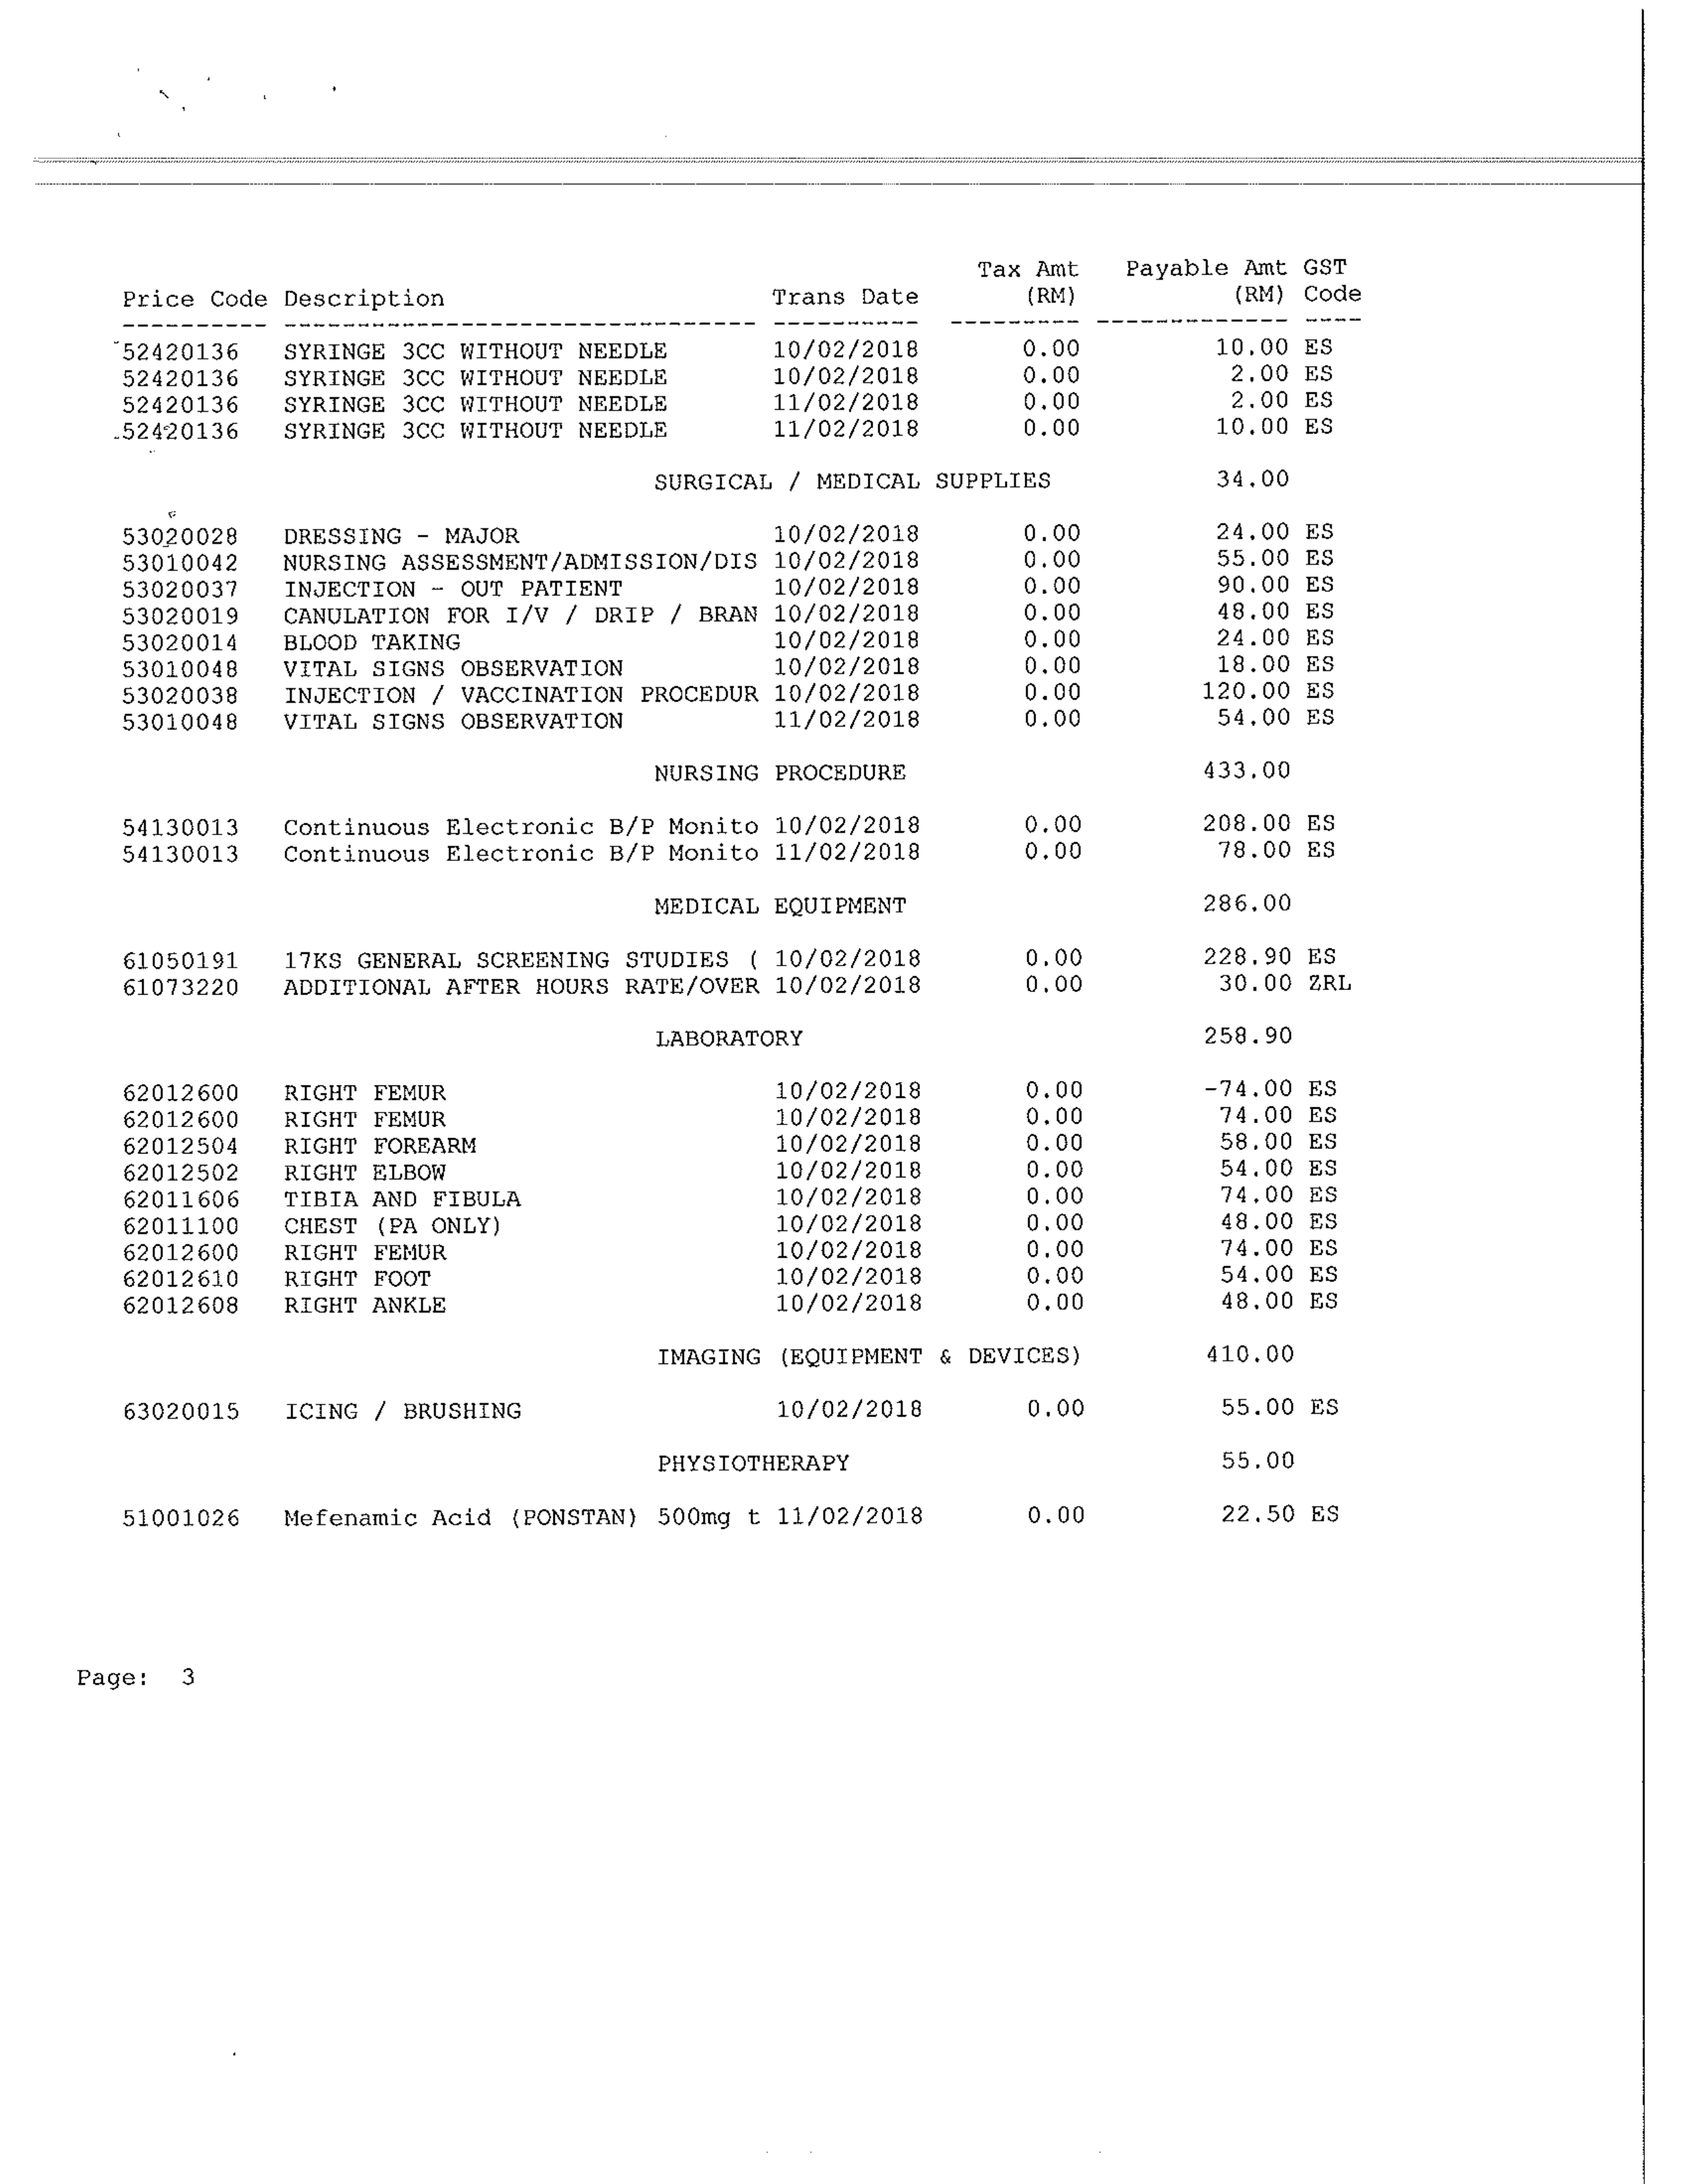 Tax Amt Payable Amt GST
Price Code Description Trans Date (RM) (RM) Code
---------- -------------------------------- ---------- --------- ------------- ----
52420136 SYRINGE 3CC WITHOUT NEEDLE 10/02/2018 0.00 10.00 ES
52420136 SYRINGE 3CC WITHOUT NEEDLE 10/02/2018 0.00 2.00 ES
52420136 SYRINGE 3CC WITHOUT NEEDLE 11/02/2018 0.00 2.00 ES
52420136 SYRINGE 3CC WITHOUT NEEDLE 11/02/2018 0.00 10.00 ES
SURGICAL / MEDICAL SUPPLIES 34.00
53020028 DRESSING - MAJOR 10/02/2018 0.00 24.00 ES
53010042 NURSING ASSESSMENT/ADMISSION/DIS 10/02/2018 0.00 55.00 ES
53020037 INJECTION - OUT PATIENT 10/02/2018 0.00 90.00 ES
53020019 CANULATION FOR I/V / DRIP / BRAN 10/02/2018 0.00 48.00 ES
53020014 BLOOD TAKING 10/02/2018 0.00 24.00 ES
53010048 VITAL SIGNS OBSERVATION 10/02/2018 0.00 18.00 ES
53020038 INJECTION / VACCINATION PROCEDUR 10/02/2018 0.00 120.00 ES
53010048 VITAL SIGNS OBSERVATION 11/02/2018 0.00 54.00 ES
NURSING PROCEDURE 433.00
54130013 Continuous Electronic B/P Monito 10/02/2018 0.00 208.00 ES
54130013 Continuous Electronic B/P Monito 11/02/2018 0.00 78.00 ES
MEDICAL EQUIPMENT 286.00
61050191 17KS GENERAL SCREENING STUDIES ( 10/02/2018 0.00 228.90 ES
61073220 ADDITIONAL AFTER HOURS RATE/OVER 10/02/2018 0.00 30.00 ZRL
LABORATORY 258.90
62012600 RIGHT FEMUR 10/02/2018 0.00 -74.00 ES
62012600 RIGHT FEMUR 10/02/2018 0.00 74.00 ES
62012504 RIGHT FOREARM 10/02/2018 0.00 58.00 ES
62012502 RIGHT ELBOW 10/02/2018 0.00 54.00 ES
62011606 TIBIA AND FIBULA 10/02/2018 0.00 74.00 ES
62011100 CHEST (PA ONLY) 10/02/2018 0.00 48.00 ES
62012600 RIGHT FEMUR 10/02/2018 0.00 74.00 ES
62012610 RIGHT FOOT 10/02/2018 0.00 54.00 ES
62012608 RIGHT ANKLE 10/02/2018 0.00 48.00 ES
IMAGING (EQUIPMENT & DEVICES) 410.00
63020015 ICING / BRUSHING 10/02/2018 0.00 55.00 ES
PHYSIOTHERAPY 55.00
51001026 Mefenamic Acid (PONSTAN) 500mg t 11/02/2018 0.00 22.50 ES
Page: 3